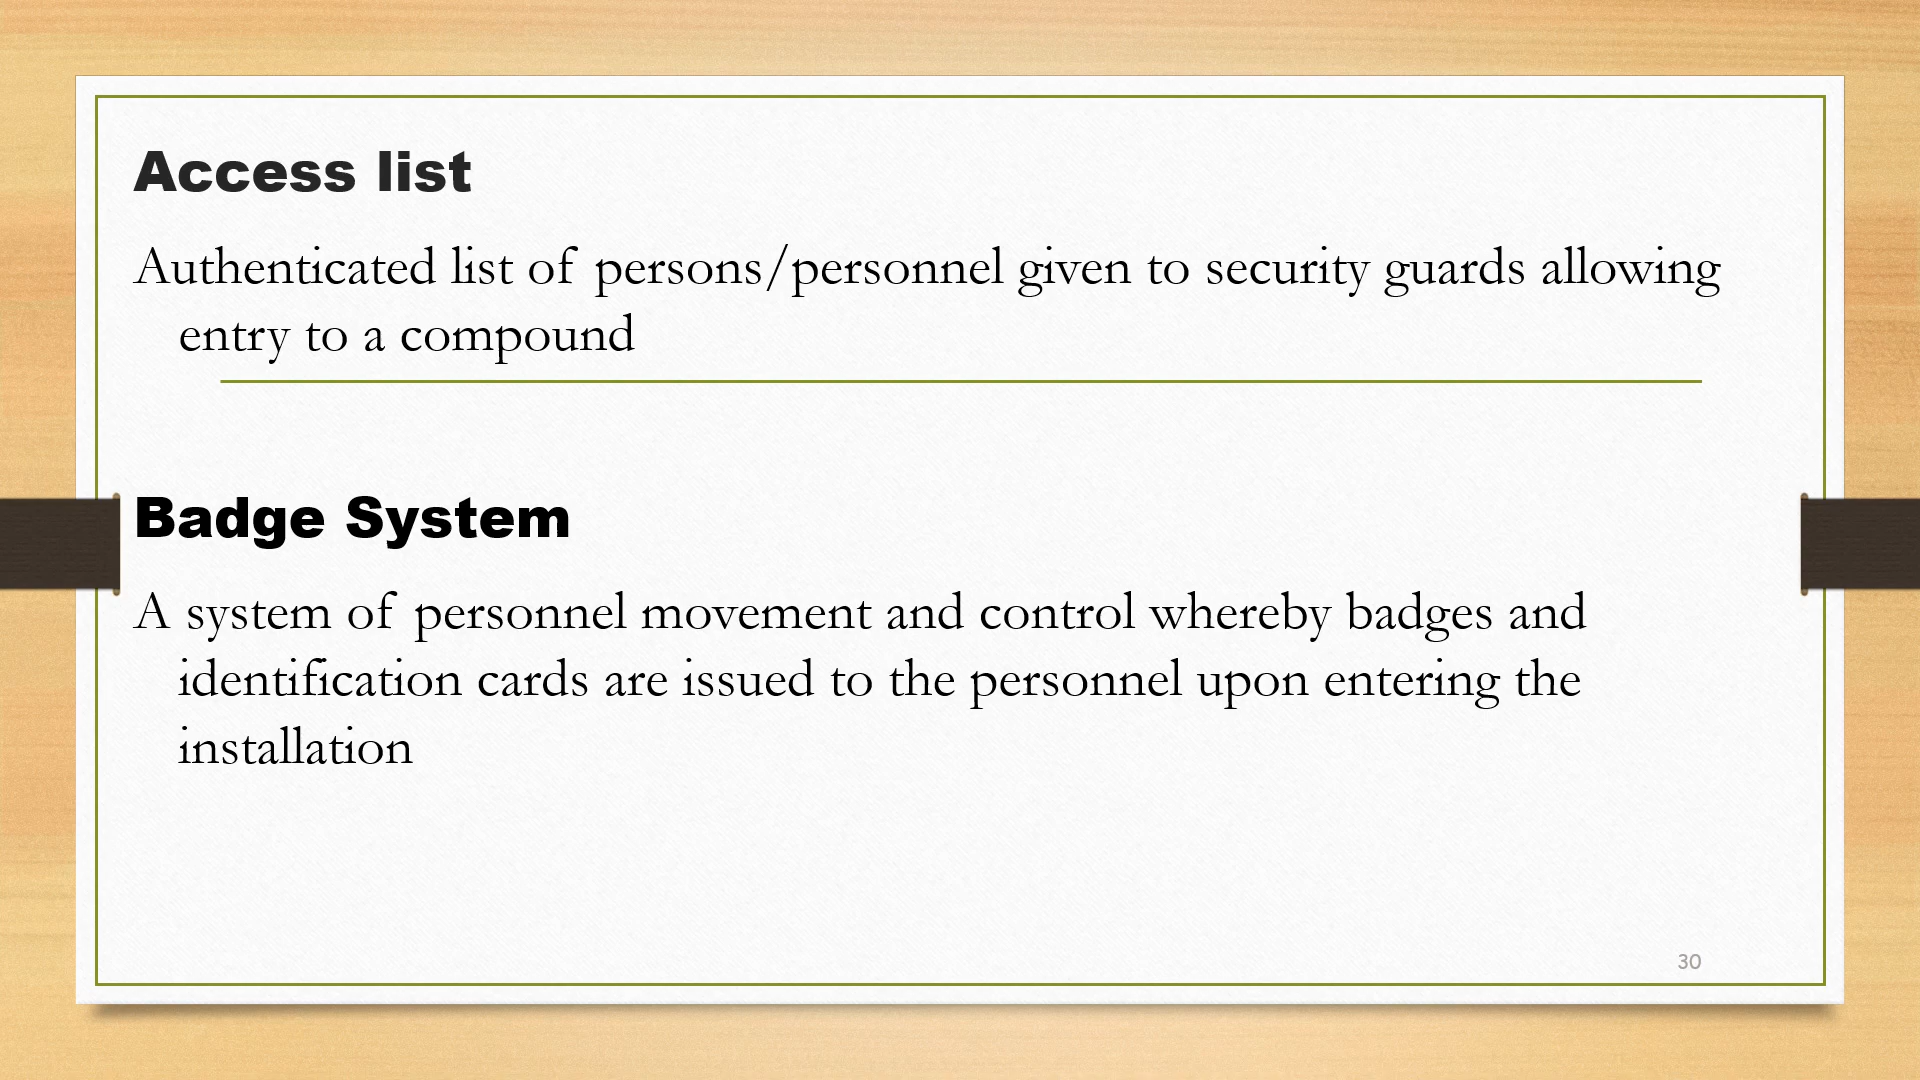 Access list
Authenticated list of persons/personnel given to security guards allowing
entry to a compound
Badge System
A system of personnel movement and control whereby badges and
identification cards are issued to the personnel upon entering the
installation
30